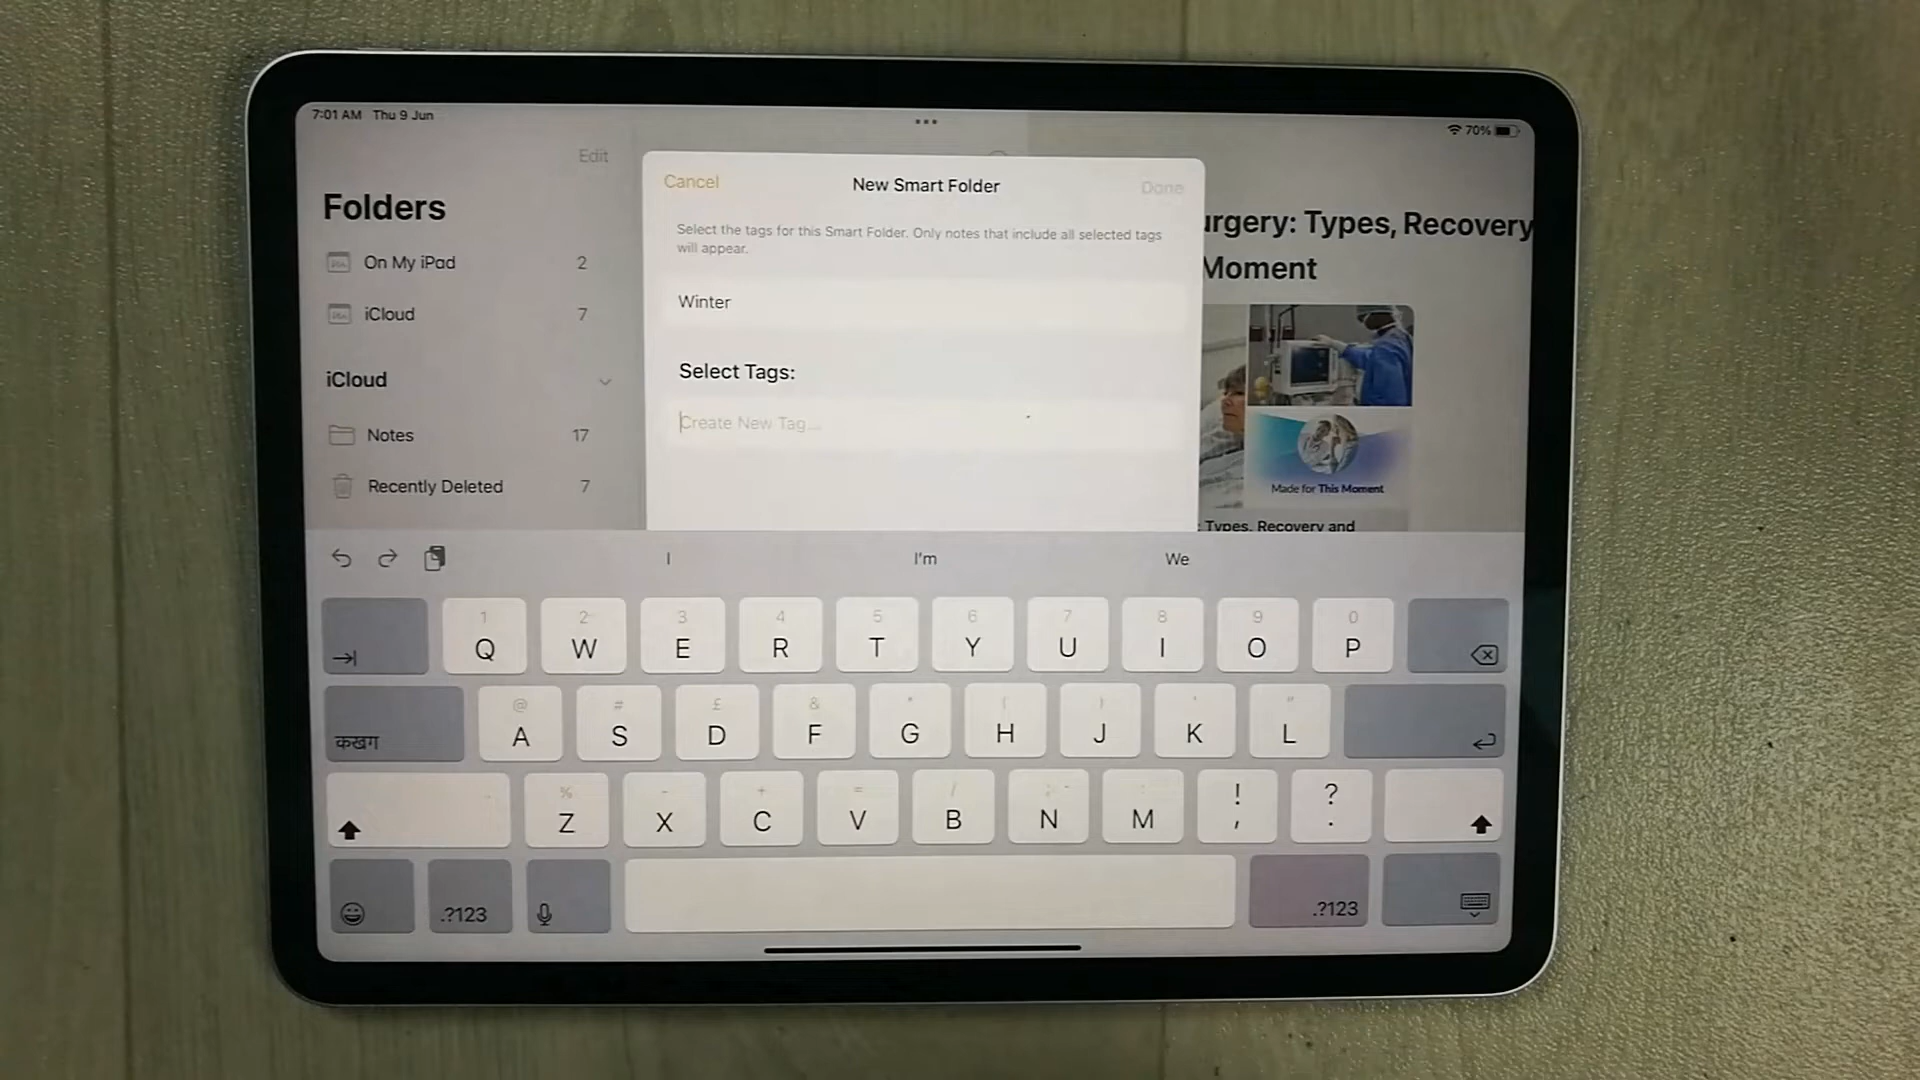 7:01 AM Thu 9 Jun
70%
Edit
Folders
On My iPad 2
iCloud 7
iCloud
Notes 17
Recently Deleted 7
Cancel
New Smart Folder
Done
Select the tags for this Smart Folder. Only notes that include all selected tags
will appear.
Winter
Select Tags:
Create New Tag...
urgery: Types, Recovery
Moment
Made for This Moment
: Types, Recovery and
I I'm We
1 2 3 4 5 6 7 8 9 0
Q W E R T Y U I O P
@ # £ & * ( ) ' "
कखग A S D F G H J K L
% - + = / ; :
Z X C V B N M ! , ? .
.?123 .?123